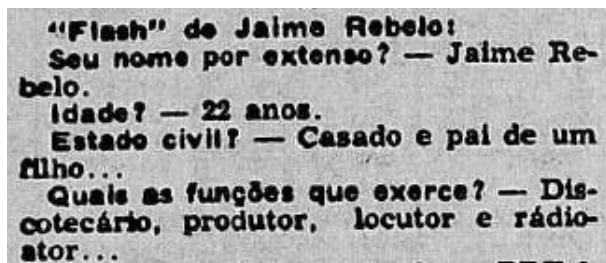 "Flash" de Jaime Rebelo:
Seu nome por extenso? — Jaime Re-
belo.
Idade? — 22 anos.
Estado civil? — Casado e pai de um
filho...
Quais as funções que exerce? — Dis-
cotecário, produtor, locutor e rádio-
ator...